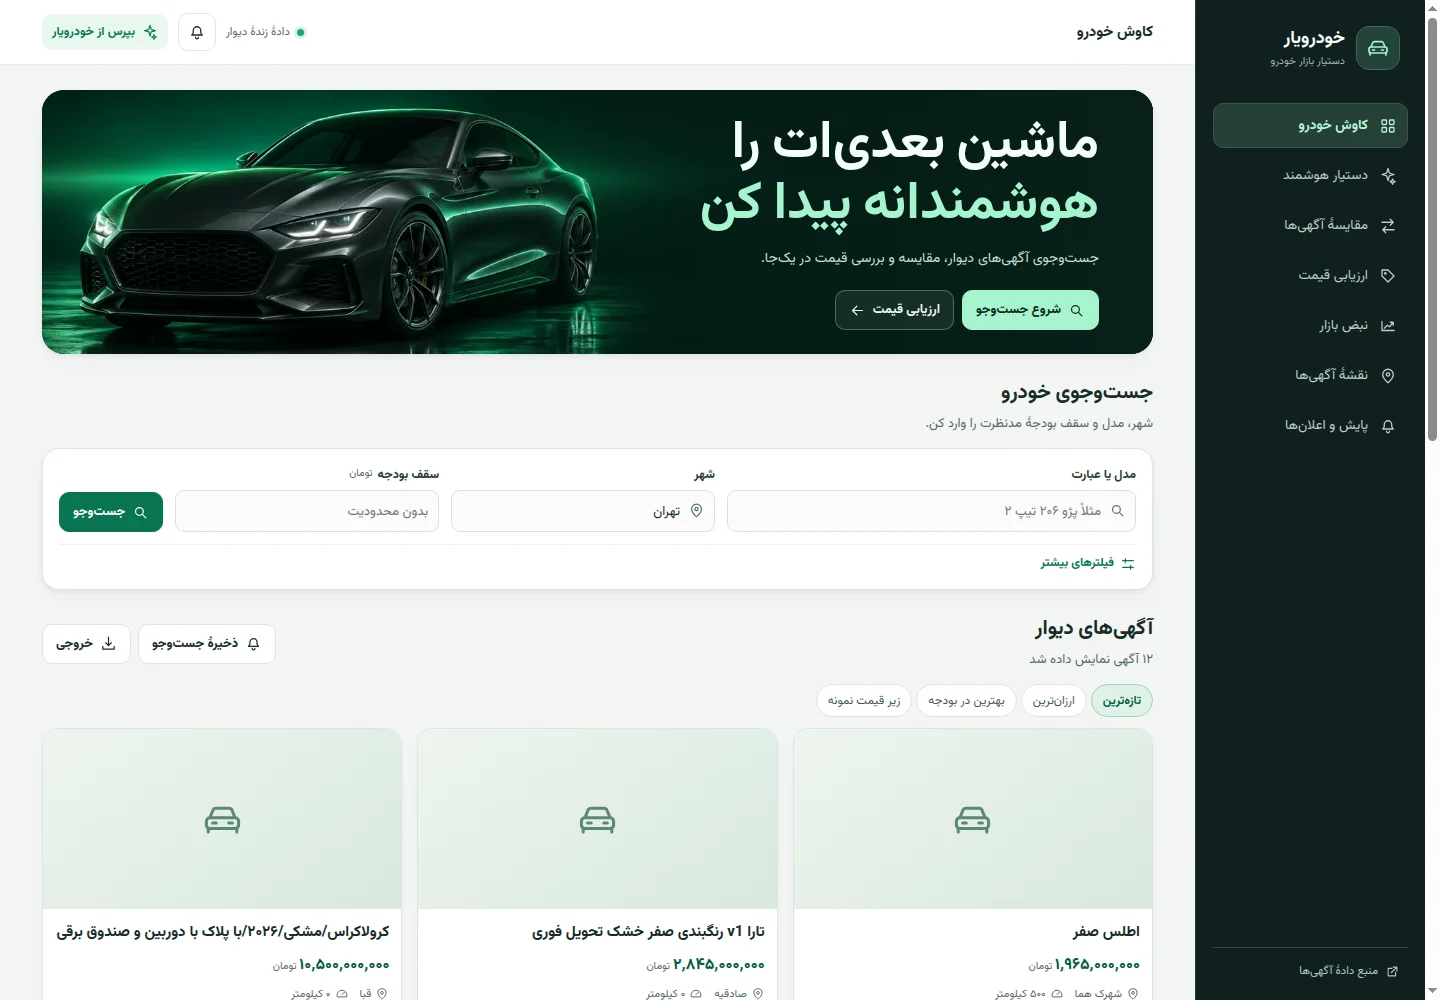 خودرویار
دستیار بازار خودرو
کاوش خودرو
دستیار هوشمند
مقایسهٔ آگهی‌ها
ارزیابی قیمت
نبض بازار
نقشهٔ آگهی‌ها
پایش و اعلان‌ها
منبع دادهٔ آگهی‌ها
کاوش خودرو
دادهٔ زندهٔ دیوار
بپرس از خودرویار
ماشین بعدی‌ات را
هوشمندانه پیدا کن
جست‌وجوی آگهی‌های دیوار، مقایسه و بررسی قیمت در یک‌جا.
شروع جست‌وجو
ارزیابی قیمت
جست‌وجوی خودرو
شهر، مدل و سقف بودجهٔ مدنظرت را وارد کن.
مدل یا عبارت
شهر
سقف بودجه تومان
مثلاً پژو ۲۰۶ تیپ ۲
تهران
بدون محدودیت
جست‌وجو
فیلترهای بیشتر
آگهی‌های دیوار
۱۲ آگهی نمایش داده شد
ذخیرهٔ جست‌وجو
خروجی
تازه‌ترین
ارزان‌ترین
بهترین در بودجه
زیر قیمت نمونه
اطلس صفر
۱,۹۶۵,۰۰۰,۰۰۰ تومان
شهرک هما
۵۰۰ کیلومتر
تارا v1 رنگبندی صفر خشک تحویل فوری
۲,۸۴۵,۰۰۰,۰۰۰ تومان
صادقیه
۰ کیلومتر
کرولاکراس/مشکی/۲۰۲۶/با پلاک با دوربین و صندوق برقی
۱۰,۵۰۰,۰۰۰,۰۰۰ تومان
قبا
۰ کیلومتر